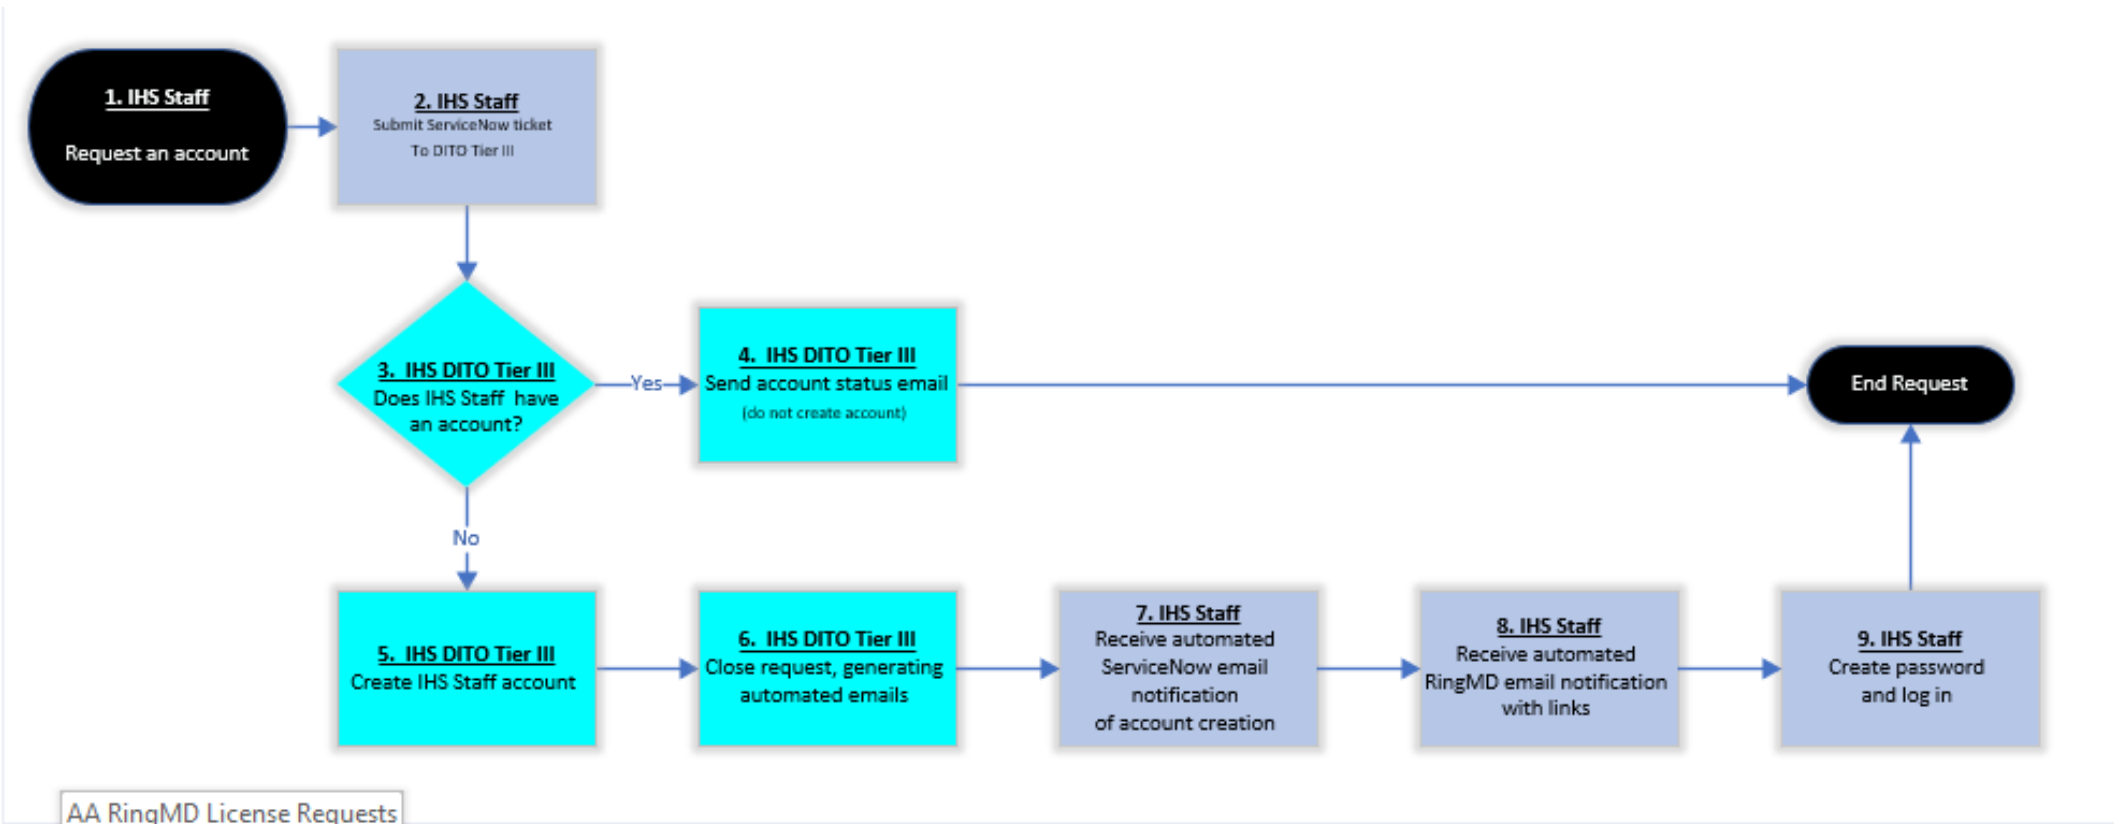 1. IHS Staff
Request an account
2. IHS Staff
Submit ServiceNow ticket
To DITO Tier III
3. IHS DITO Tier III
Does IHS Staff have
an account?
Yes
4. IHS DITO Tier III
Send account status email
(do not create account)
End Request
No
5. IHS DITO Tier III
Create IHS Staff account
6. IHS DITO Tier III
Close request, generating
automated emails
7. IHS Staff
Receive automated
ServiceNow email
notification
of account creation
8. IHS Staff
Receive automated
RingMD email notification
with links
9. IHS Staff
Create password
and log in
AA RingMD License Requests